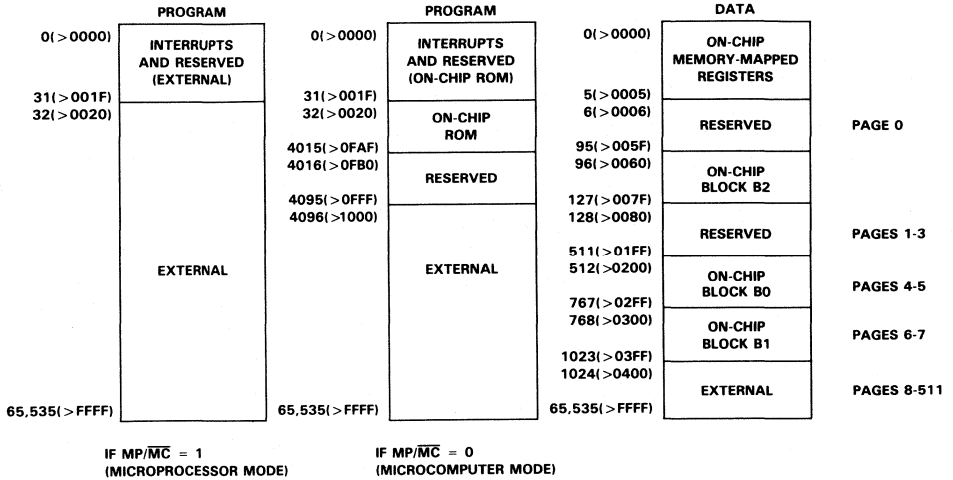 PROGRAM
0(>0000)
INTERRUPTS
AND RESERVED
(EXTERNAL)
31(>001F)
32(>0020)
EXTERNAL
65,535(>FFFF)
IF MP/M̅C̅ = 1
(MICROPROCESSOR MODE)
PROGRAM
0(>0000)
INTERRUPTS
AND RESERVED
(ON-CHIP ROM)
31(>001F)
32(>0020)
ON-CHIP
ROM
4015(>0FAF)
4016(>0FB0)
RESERVED
4095(>0FFF)
4096(>1000)
EXTERNAL
65,535(>FFFF)
IF MP/M̅C̅ = 0
(MICROCOMPUTER MODE)
DATA
0(>0000)
ON-CHIP
MEMORY-MAPPED
REGISTERS
5(>0005)
6(>0006)
RESERVED
PAGE 0
95(>005F)
96(>0060)
ON-CHIP
BLOCK B2
127(>007F)
128(>0080)
RESERVED
PAGES 1-3
511(>01FF)
512(>0200)
ON-CHIP
BLOCK B0
PAGES 4-5
767(>02FF)
768(>0300)
ON-CHIP
BLOCK B1
PAGES 6-7
1023(>03FF)
1024(>0400)
EXTERNAL
PAGES 8-511
65,535(>FFFF)